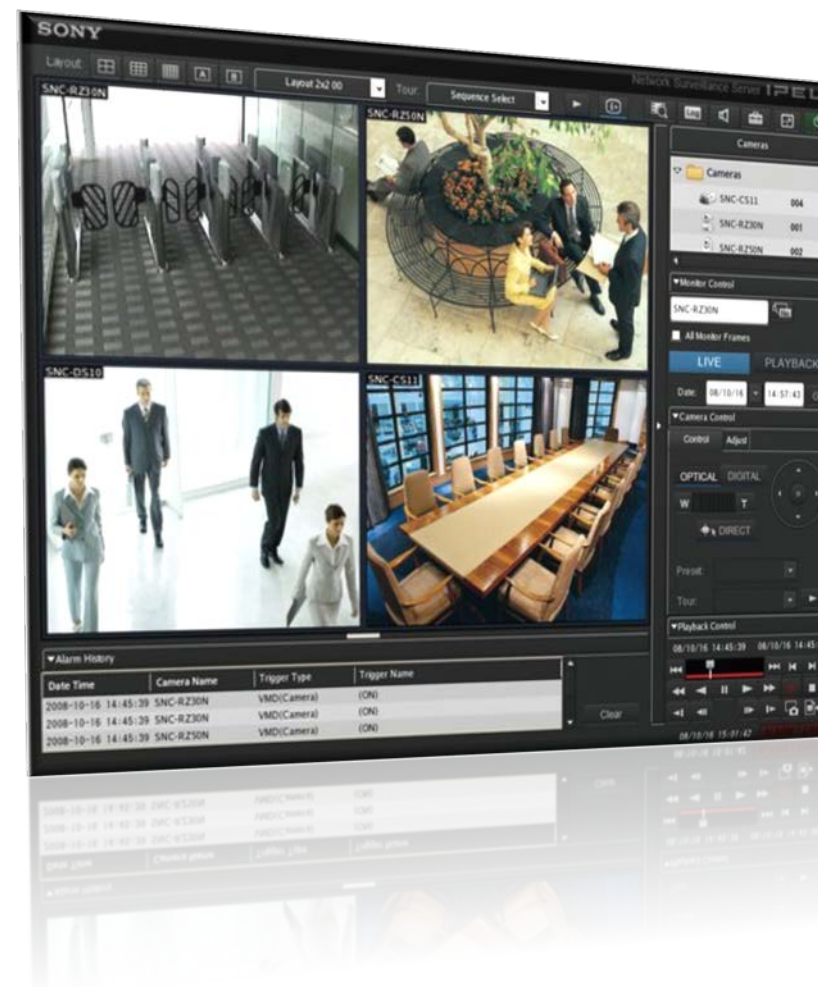 SONY
Layout: A B Layout 2x2 00 Tour: Sequence Select Network Surveillance Server IPEL
Log
SNC-RZ30N
SNC-RZ50N
SNC-DS10
SNC-CS11
Cameras
Cameras
SNC-CS11 004
SNC-RZ30N 001
SNC-RZ50N 002
Monitor Control
SNC-RZ30N
All Monitor Frames
LIVE PLAYBACK
Date: 08/10/16 14:57:43
Camera Control
Control Adjust
OPTICAL DIGITAL
W T
DIRECT
Preset:
Tour:
Playback Control
08/10/16 14:45:39 08/10/16 14:45:
08/10/16 15:01:42
Alarm History
Date Time Camera Name Trigger Type Trigger Name
2008-10-16 14:45:39 SNC-RZ30N VMD(Camera) (ON)
2008-10-16 14:45:39 SNC-RZ30N VMD(Camera) (ON)
2008-10-16 14:45:39 SNC-RZ50N VMD(Camera) (ON)
Clear